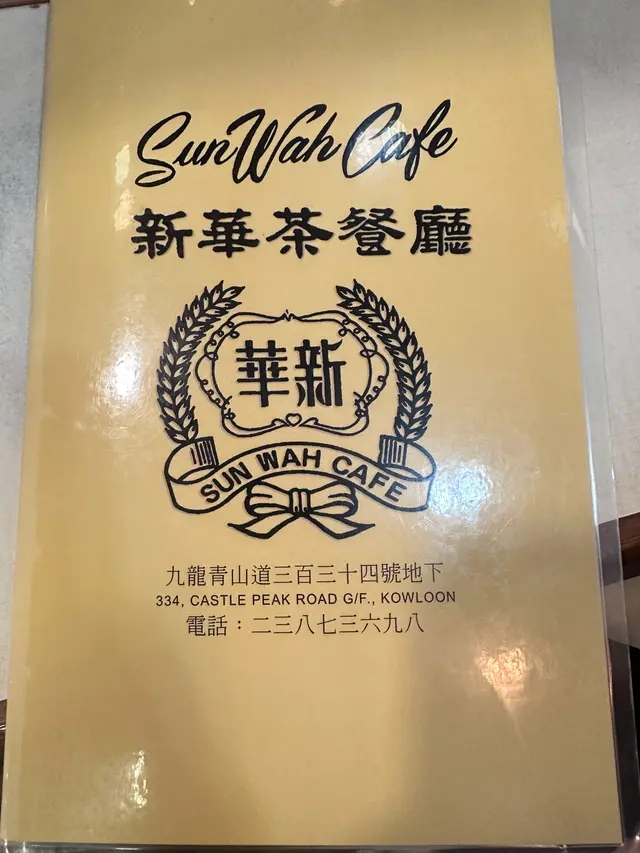 Sun Wah Cafe
新華茶餐廳
華新
SUN WAH CAFE
九龍青山道三百三十四號地下
334, CASTLE PEAK ROAD G/F., KOWLOON
電話：二三八七三六九八